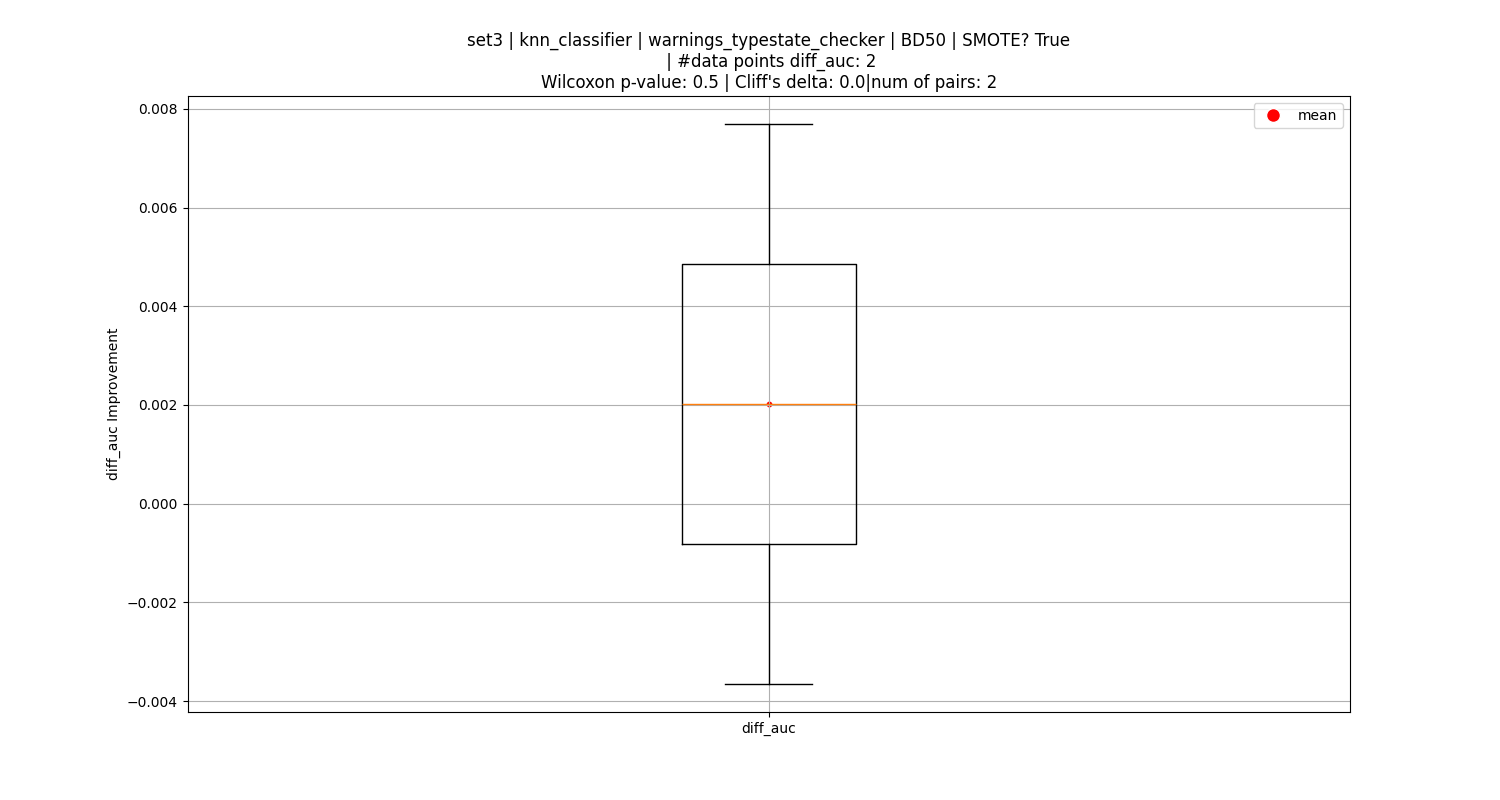 set3 | knn_classifier | warnings_typestate_checker | BD50 | SMOTE? True
| #data points diff_auc: 2
Wilcoxon p-value: 0.5 | Cliff's delta: 0.0|num of pairs: 2
0.008
mean
0.006
0.004
0.002
0.000
−0.002
−0.004
diff_auc Improvement
diff_auc